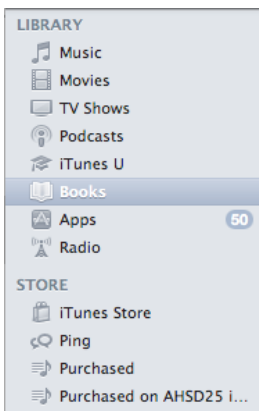 LIBRARY
Music
Movies
TV Shows
Podcasts
iTunes U
Books
Apps 50
Radio
STORE
iTunes Store
Ping
Purchased
Purchased on AHSD25 i...